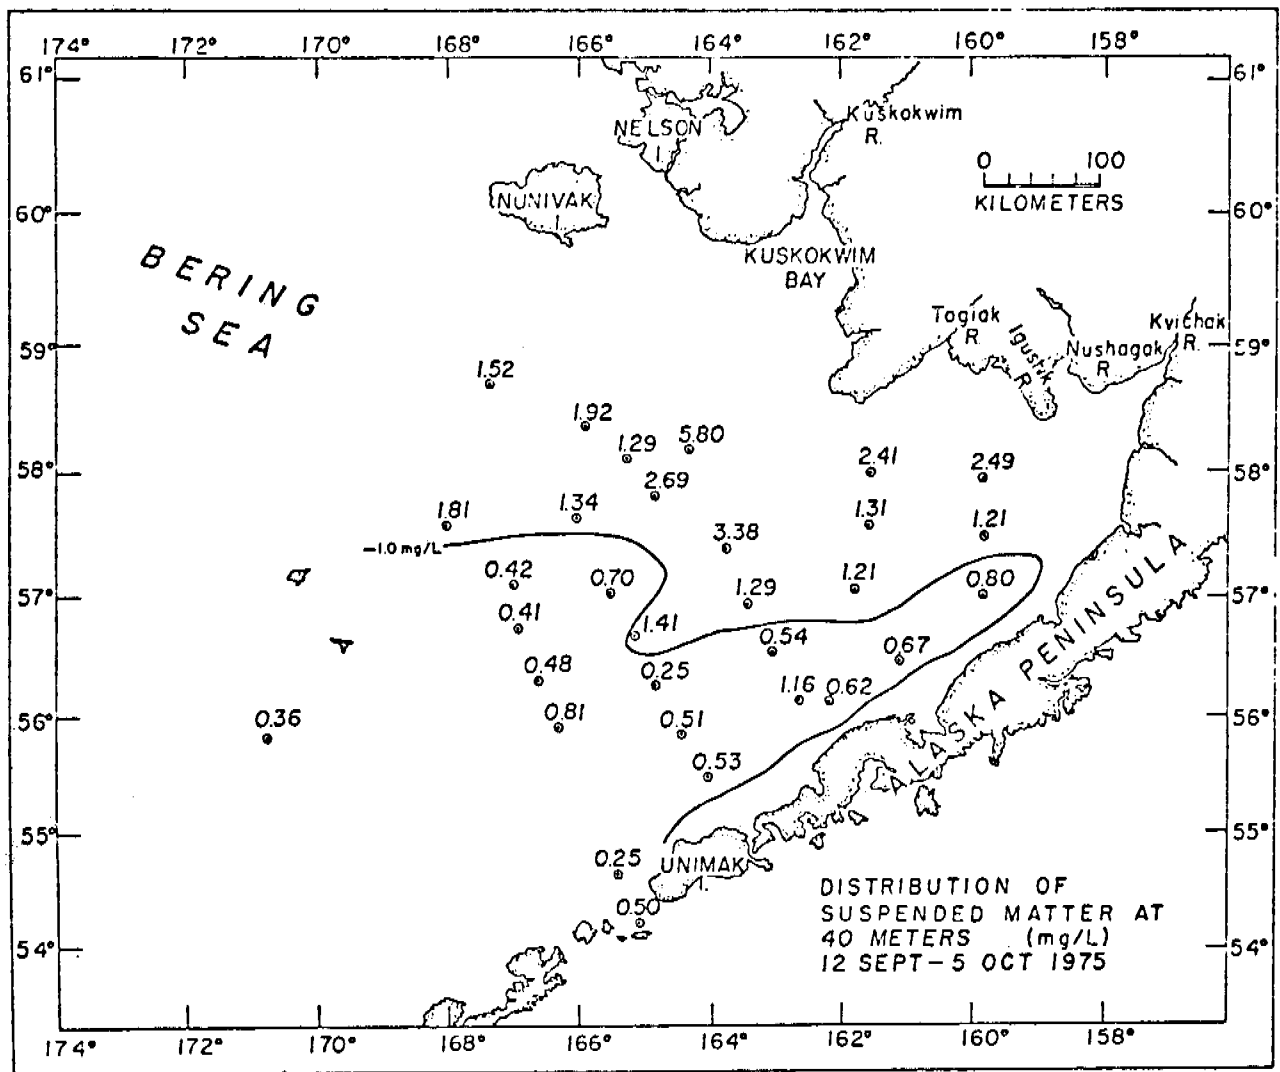 174° 172° 170° 168° 166° 164° 162° 160° 158°
61° 61°
Kuskokwim
R.
NELSON
I
0 100
KILOMETERS
NUNIVAK
I
60° 60°
KUSKOKWIM
BAY
BERING
SEA
Togiak
R
Igushik
R
Nushagak
R
Kvichak
R.
59° 59°
1.52
1.92
1.29 5.80
58° 2.41 2.49 58°
2.69
1.81 1.34 1.31 1.21
3.38
-1.0 mg/L
0.42 0.70 1.29 1.21 0.80
57° 57°
0.41 1.41 0.54 0.67
0.48 0.25 1.16 0.62
56° 0.36 0.81 0.51 56°
0.53
ALASKA PENINSULA
55° 55°
0.25 UNIMAK
I.
0.50
54° 54°
DISTRIBUTION OF
SUSPENDED MATTER AT
40 METERS (mg/L)
12 SEPT-5 OCT 1975
174° 172° 170° 168° 166° 164° 162° 160° 158°